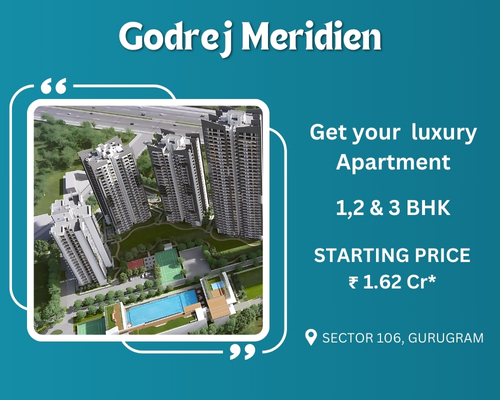 Godrej Meridien
Get your luxury
Apartment
1,2 & 3 BHK
STARTING PRICE
₹ 1.62 Cr*
SECTOR 106, GURUGRAM